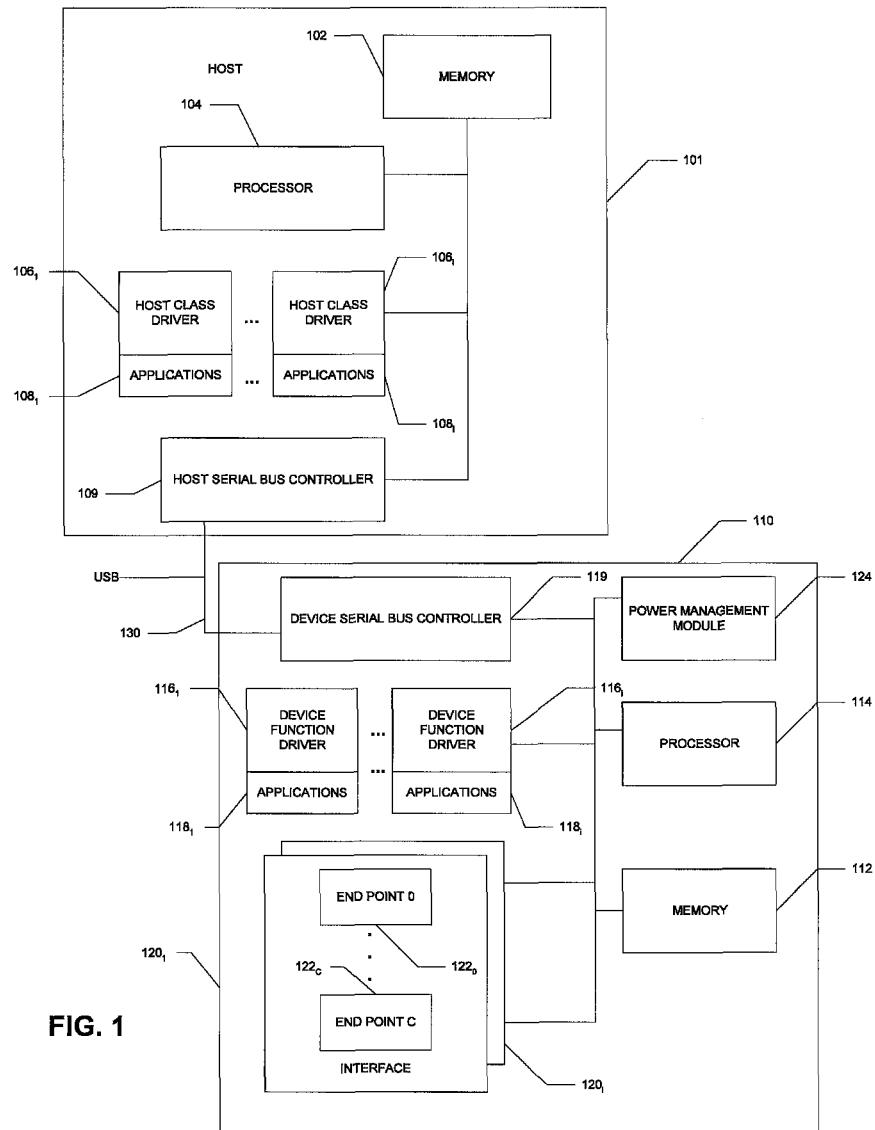 102
HOST
MEMORY
104
101
PROCESSOR
106₁
106ᵢ
HOST CLASS DRIVER
...
HOST CLASS DRIVER
APPLICATIONS
...
APPLICATIONS
108₁
108ᵢ
HOST SERIAL BUS CONTROLLER
109
110
USB
119
124
DEVICE SERIAL BUS CONTROLLER
POWER MANAGEMENT MODULE
130
116₁
116ᵢ
114
DEVICE FUNCTION DRIVER
...
DEVICE FUNCTION DRIVER
PROCESSOR
...
APPLICATIONS
APPLICATIONS
118₁
118ᵢ
112
END POINT 0
MEMORY
120₁
122C
122₀
FIG. 1
END POINT C
INTERFACE
120ᵢ